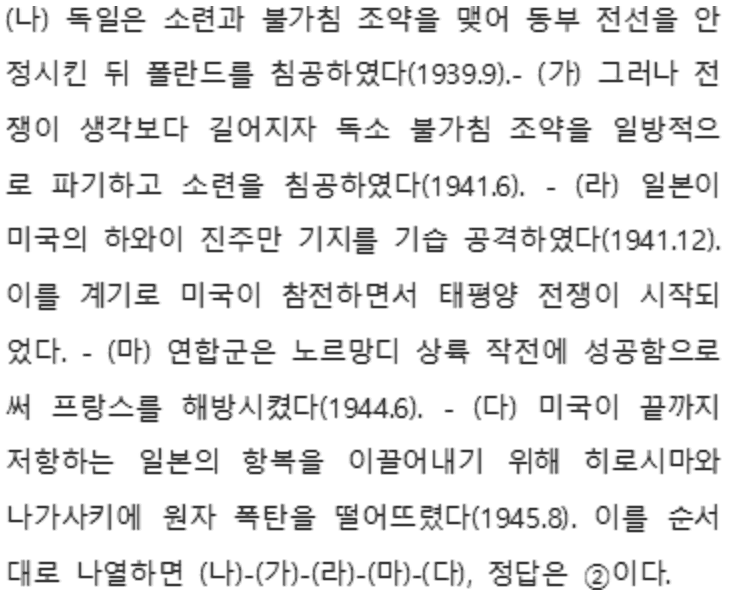 (나) 독일은 소련과 불가침 조약을 맺어 동부 전선을 안
정시킨 뒤 폴란드를 침공하였다(1939.9).- (가) 그러나 전
쟁이 생각보다 길어지자 독소 불가침 조약을 일방적으
로 파기하고 소련을 침공하였다(1941.6). - (라) 일본이
미국의 하와이 진주만 기지를 기습 공격하였다(1941.12).
이를 계기로 미국이 참전하면서 태평양 전쟁이 시작되
었다. - (마) 연합군은 노르망디 상륙 작전에 성공함으로
써 프랑스를 해방시켰다(1944.6). - (다) 미국이 끝까지
저항하는 일본의 항복을 이끌어내기 위해 히로시마와
나가사키에 원자 폭탄을 떨어뜨렸다(1945.8). 이를 순서
대로 나열하면 (나)-(가)-(라)-(마)-(다), 정답은 ②이다.